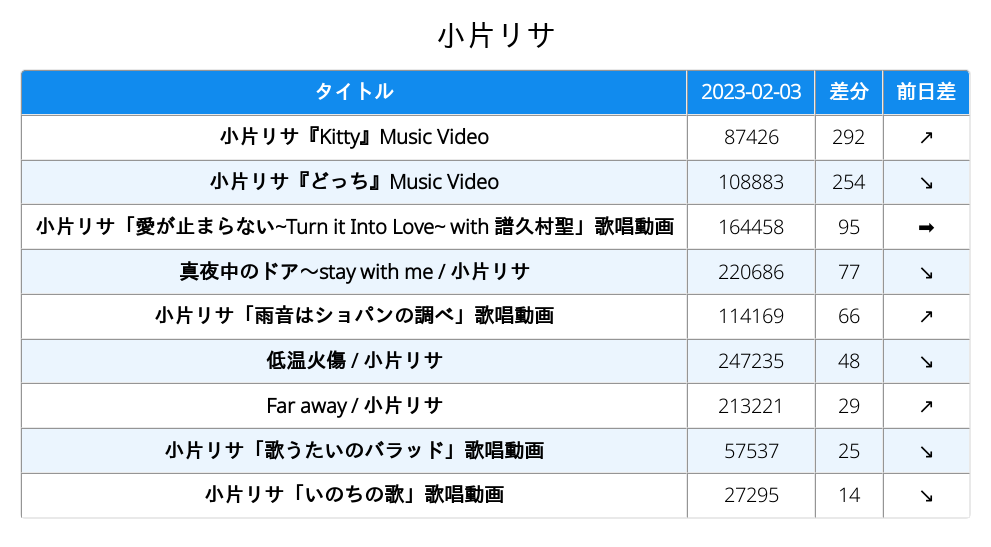 小片リサ
タイトル 2023-02-03 差分 前日差
小片リサ『Kitty』Music Video 87426 292 ↗
小片リサ『どっち』Music Video 108883 254 ↘
小片リサ「愛が止まらない~Turn it Into Love~ with 譜久村聖」歌唱動画 164458 95 ➡
真夜中のドア〜stay with me / 小片リサ 220686 77 ↘
小片リサ「雨音はショパンの調べ」歌唱動画 114169 66 ↗
低温火傷 / 小片リサ 247235 48 ↘
Far away / 小片リサ 213221 29 ↗
小片リサ「歌うたいのバラッド」歌唱動画 57537 25 ↘
小片リサ「いのちの歌」歌唱動画 27295 14 ↘